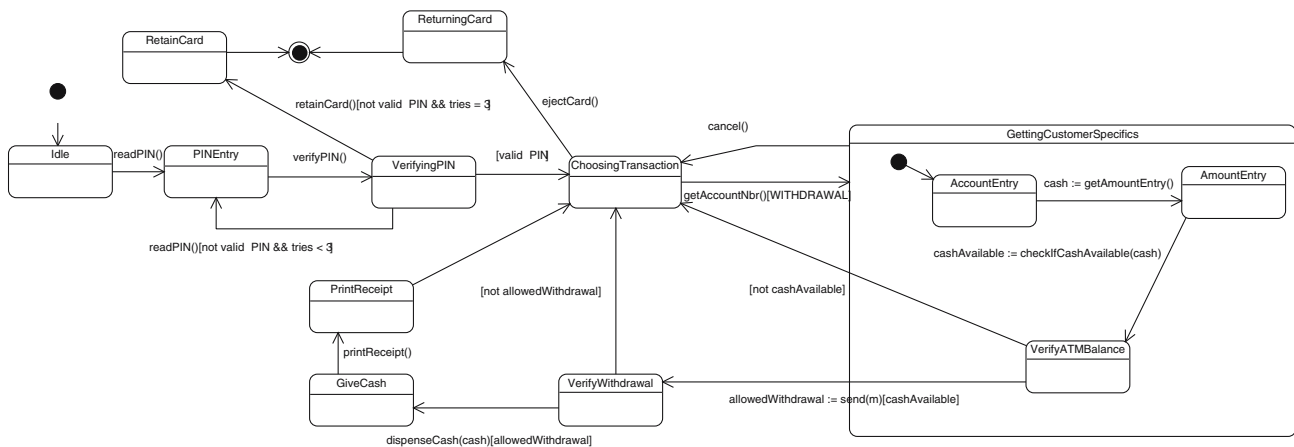 ReturningCard
RetainCard
retainCard()[not valid PIN && tries = 3]
ejectCard()
cancel()
GettingCustomerSpecifics
Idle
readPIN()
PINEntry
verifyPIN()
VerifyingPIN
[valid PIN]
ChoosingTransaction
getAccountNbr()[WITHDRAWAL]
AccountEntry
cash := getAmountEntry()
AmountEntry
readPIN()[not valid PIN && tries < 3]
cashAvailable := checkIfCashAvailable(cash)
PrintReceipt
[not allowedWithdrawal]
[not cashAvailable]
printReceipt()
VerifyATMBalance
GiveCash
VerifyWithdrawal
allowedWithdrawal := send(m)[cashAvailable]
dispenseCash(cash)[allowedWithdrawal]